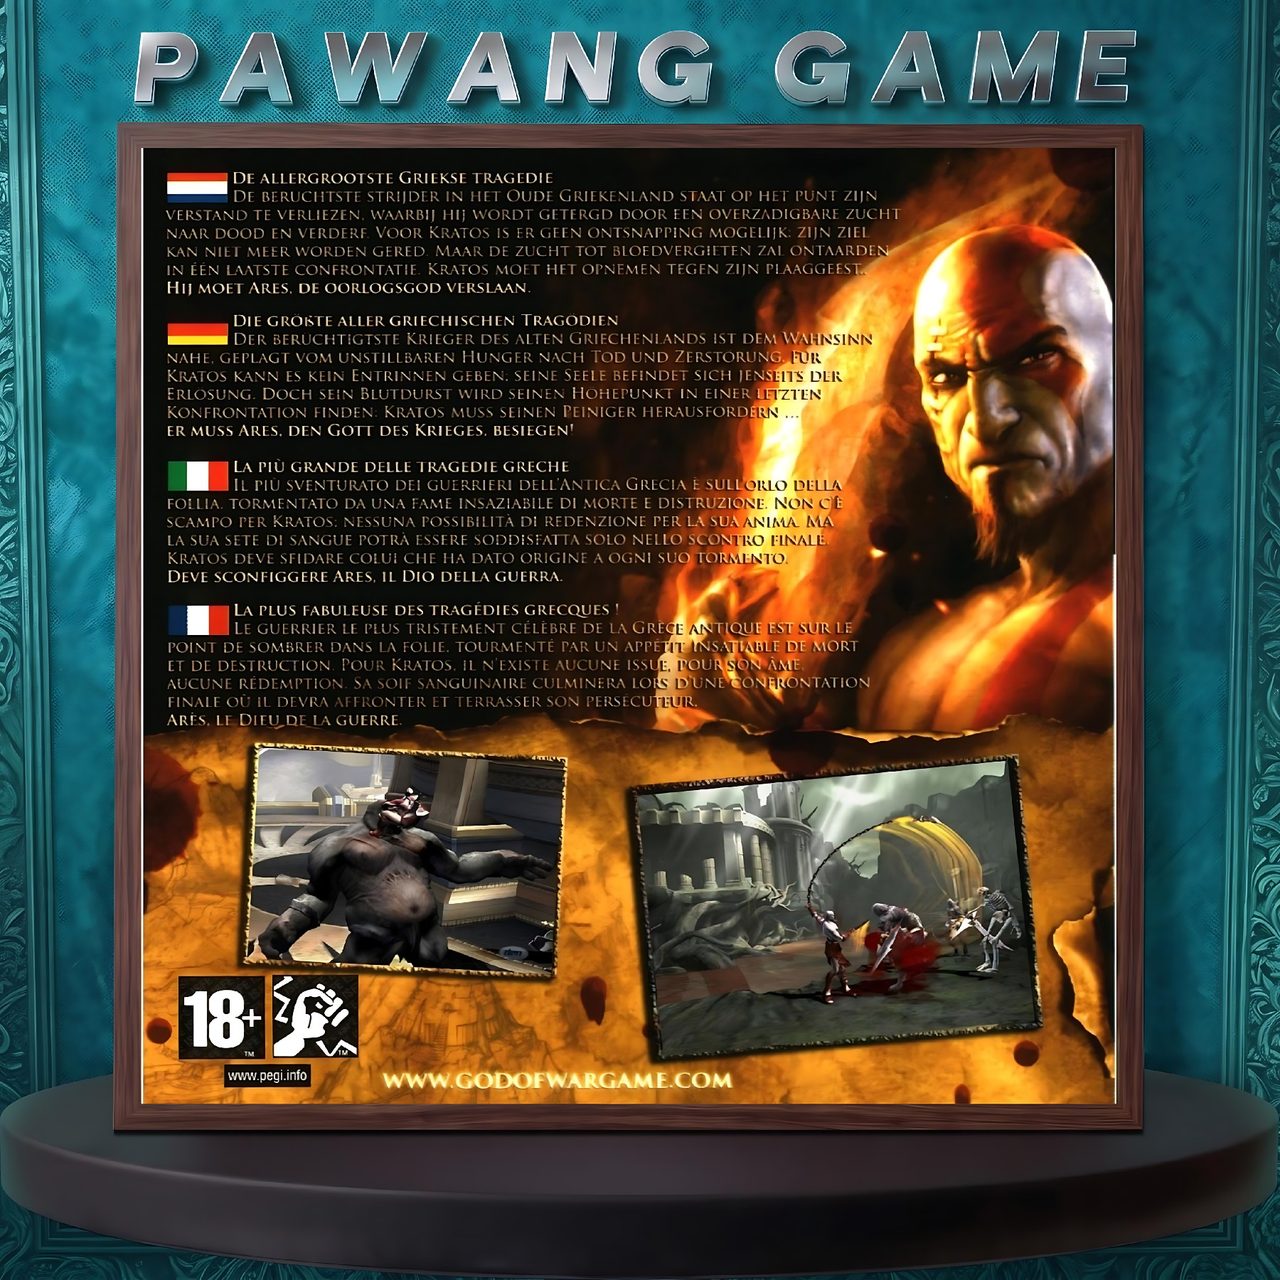 PAWANG GAME
DE ALLERGROOTSTE GRIEKSE TRAGEDIE
DE BERUCHTSTE STRIJDER IN HET OUDE GRIEKENLAND STAAT OP HET PUNT ZIJN
VERSTAND TE VERLIEZEN, WAARBIJ HIJ WORDT GETERGD DOOR EEN OVERZADIGBARE ZUCHT
NAAR DOOD EN VERDERF. VOOR KRATOS IS ER GEEN ONTSNAPPING MOGELIJK: ZIJN ZIEL
KAN NIET MEER WORDEN GERED. MAAR DE ZUCHT TOT BLOEDVERGIETEN ZAL ONTAARDEN
IN ÉÉN LAATSTE CONFRONTATIE. KRATOS MOET HET OPNEMEN TEGEN ZIJN PLAAGGEEST.
HIJ MOET ARES, DE OORLOGSGOD VERSLAAN.
DIE GRÖßTE ALLER GRIECHISCHEN TRAGÖDIEN
DER BERÜCHTIGTSTE KRIEGER DES ALTEN GRIECHENLANDS IST DEM WAHNSINN
NAHE, GEPLAGT VOM UNSTILLBAREN HUNGER NACH TOD UND ZERSTÖRUNG. FÜR
KRATOS KANN ES KEIN ENTRINNEN GEBEN; SEINE SEELE BEFINDET SICH JENSEITS DER
ERLÖSUNG. DOCH SEIN BLUTDURST WIRD SEINEN HÖHEPUNKT IN EINER LETZTEN
KONFRONTATION FINDEN: KRATOS MUSS SEINEN PEINIGER HERAUSFORDERN ...
ER MUSS ARES, DEN GOTT DES KRIEGES, BESIEGEN!
LA PIÙ GRANDE DELLE TRAGEDIE GRECHE
IL PIÙ SVENTURATO DEI GUERRIERI DELL'ANTICA GRECIA È SULL'ORLO DELLA
FOLLIA, TORMENTATO DA UNA FAME INSAZIABILE DI MORTE E DISTRUZIONE. NON C'È
SCAMPO PER KRATOS: NESSUNA POSSIBILITÀ DI REDENZIONE PER LA SUA ANIMA. MA
LA SUA SETE DI SANGUE POTRÀ ESSERE SODDISFATTA SOLO NELLO SCONTRO FINALE.
KRATOS DEVE SFIDARE COLUI CHE HA DATO ORIGINE A OGNI SUO TORMENTO.
DEVE SCONFIGGERE ARES, IL DIO DELLA GUERRA.
LA PLUS FABULEUSE DES TRAGÉDIES GRECQUES !
LE GUERRIER LE PLUS TRISTEMENT CÉLÈBRE DE LA GRÈCE ANTIQUE EST SUR LE
POINT DE SOMBRER DANS LA FOLIE, TOURMENTÉ PAR UN APPÉTIT INSATIABLE DE MORT
ET DE DESTRUCTION. POUR KRATOS, IL N'EXISTE AUCUNE ISSUE, POUR SON ÂME,
AUCUNE RÉDEMPTION. SA SOIF SANGUINAIRE CULMINERA LORS D'UNE CONFRONTATION
FINALE OÙ IL DEVRA AFFRONTER ET TERRASSER SON PERSÉCUTEUR,
ARÈS, LE DIEU DE LA GUERRE.
18+
TM
TM
www.pegi.info
WWW.GODOFWARGAME.COM